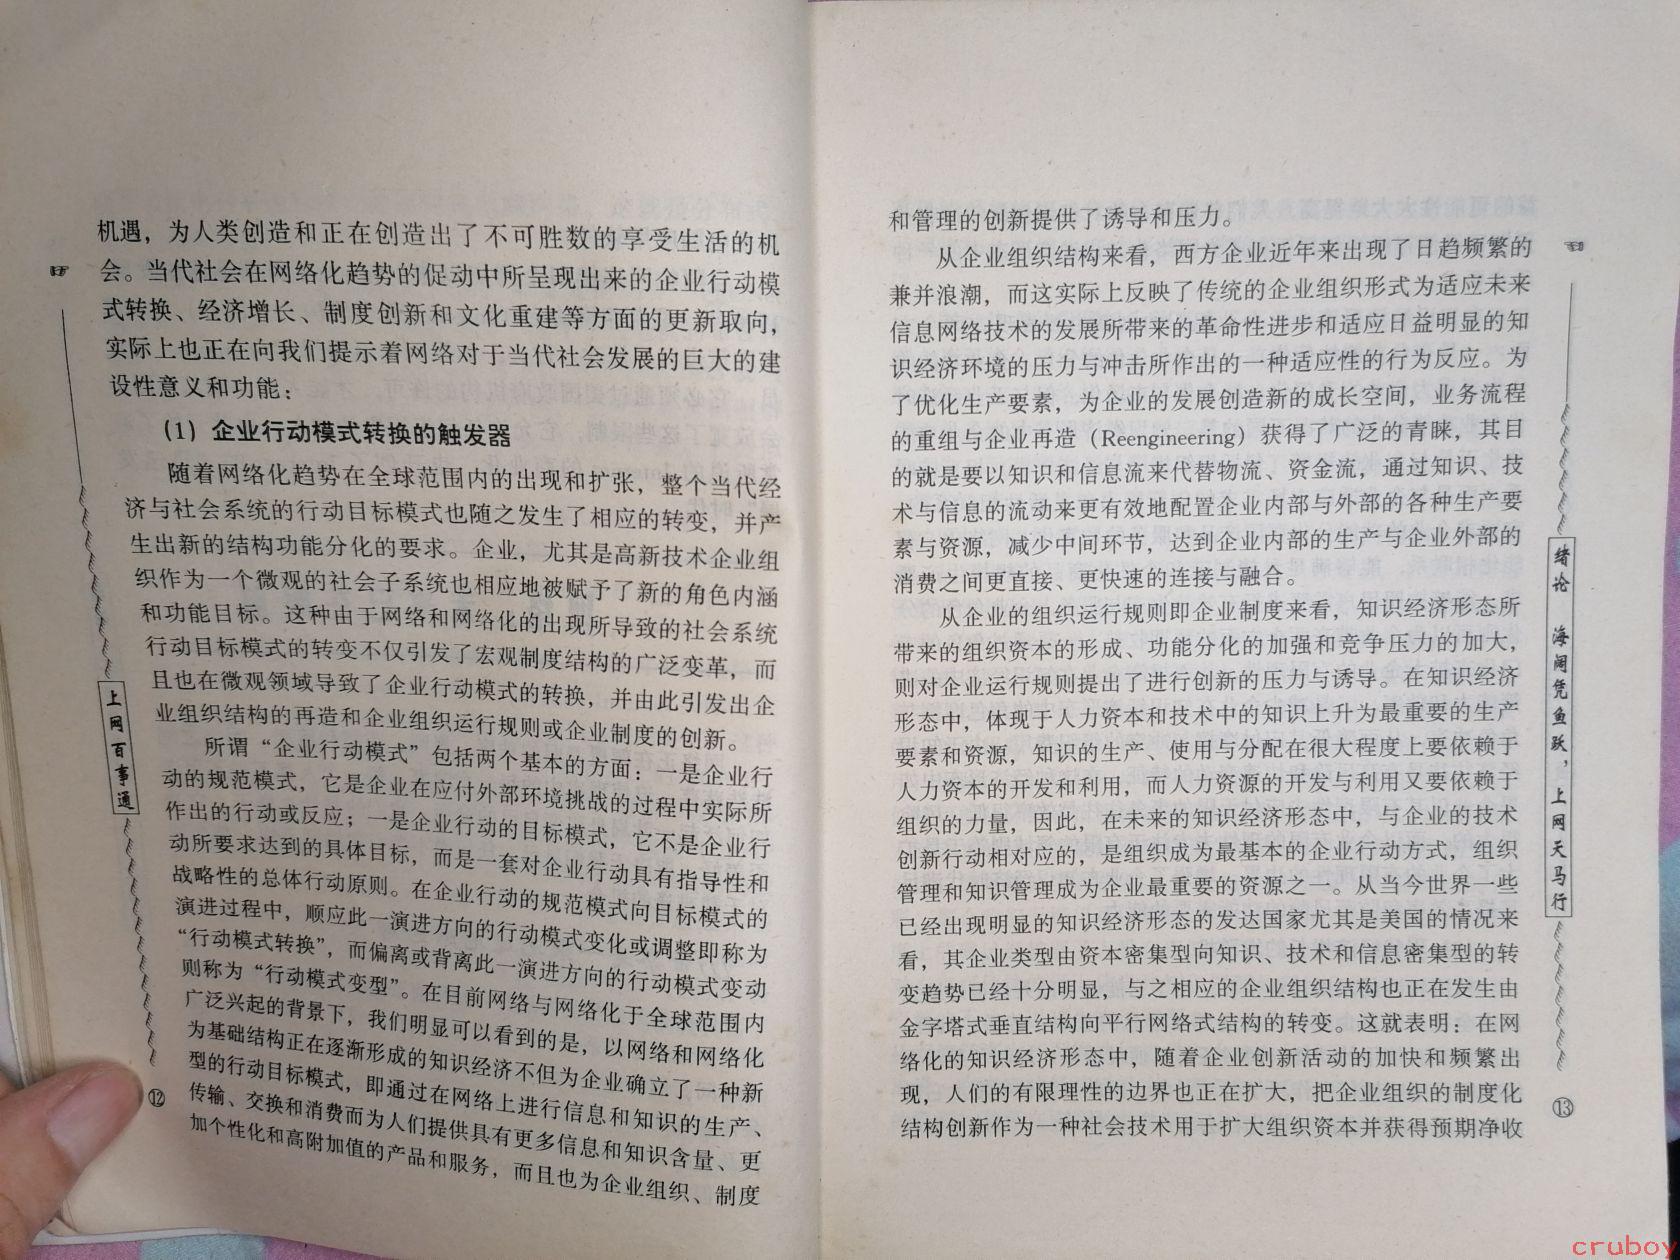 机遇，为人类创造和正在创造出了不可胜数的享受生活的机
会。当代社会在网络化趋势的促动中所呈现出来的企业行动模
式转换、经济增长、制度创新和文化重建等方面的更新取向，
实际上也正在向我们提示着网络对于当代社会发展的巨大的建
设性意义和功能：
（1）企业行动模式转换的触发器
随着网络化趋势在全球范围内的出现和扩张，整个当代经
济与社会系统的行动目标模式也随之发生了相应的转变，并产
生出新的结构功能分化的要求。企业，尤其是高新技术企业组
织作为一个微观的社会子系统也相应地被赋予了新的角色内涵
和功能目标。这种由于网络和网络化的出现所导致的社会系统
行动目标模式的转变不仅引发了宏观制度结构的广泛变革，而
且也在微观领域导致了企业行动模式的转换，并由此引发出企
业组织结构的再造和企业组织运行规则或企业制度的创新。
所谓“企业行动模式”包括两个基本的方面：一是企业行
动的规范模式，它是企业在应付外部环境挑战的过程中实际所
作出的行动或反应；一是企业行动的目标模式，它不是企业行
动所要求达到的具体目标，而是一套对企业行动具有指导性和
战略性的总体行动原则。在企业行动的规范模式向目标模式的
演进过程中，顺应此一演进方向的行动模式变化或调整即称为
“行动模式转换”，而偏离或背离此一演进方向的行动模式变动
则称为“行动模式变型”。在目前网络与网络化于全球范围内
广泛兴起的背景下，我们明显可以看到的是，以网络和网络化
为基础结构正在逐渐形成的知识经济不但为企业确立了一种新
型的行动目标模式，即通过在网络上进行信息和知识的生产、
传输、交换和消费而为人们提供具有更多信息和知识含量、更
加个性化和高附加值的产品和服务，而且也为企业组织、制度
上网百事通
⑫
和管理的创新提供了诱导和压力。
从企业组织结构来看，西方企业近年来出现了日趋频繁的
兼并浪潮，而这实际上反映了传统的企业组织形式为适应未来
信息网络技术的发展所带来的革命性进步和适应日益明显的知
识经济环境的压力与冲击所作出的一种适应性的行为反应。为
了优化生产要素，为企业的发展创造新的成长空间，业务流程
的重组与企业再造（Reengineering）获得了广泛的青睐，其目
的就是要以知识和信息流来代替物流、资金流，通过知识、技
术与信息的流动来更有效地配置企业内部与外部的各种生产要
素与资源，减少中间环节，达到企业内部的生产与企业外部的
消费之间更直接、更快速的连接与融合。
从企业的组织运行规则即企业制度来看，知识经济形态所
带来的组织资本的形成、功能分化的加强和竞争压力的加大，
则对企业运行规则提出了进行创新的压力与诱导。在知识经济
形态中，体现于人力资本和技术中的知识上升为最重要的生产
要素和资源，知识的生产、使用与分配在很大程度上要依赖于
人力资本的开发和利用，而人力资源的开发与利用又要依赖于
组织的力量，因此，在未来的知识经济形态中，与企业的技术
创新行动相对应的，是组织成为最基本的企业行动方式，组织
管理和知识管理成为企业最重要的资源之一。从当今世界一些
已经出现明显的知识经济形态的发达国家尤其是美国的情况来
看，其企业类型由资本密集型向知识、技术和信息密集型的转
变趋势已经十分明显，与之相应的企业组织结构也正在发生由
金字塔式垂直结构向平行网络式结构的转变。这就表明：在网
络化的知识经济形态中，随着企业创新活动的加快和频繁出
现，人们的有限理性的边界也正在扩大，把企业组织的制度化
结构创新作为一种社会技术用于扩大组织资本并获得预期净收
绪论 海阔凭鱼跃，上网天马行
⑬
cruboy